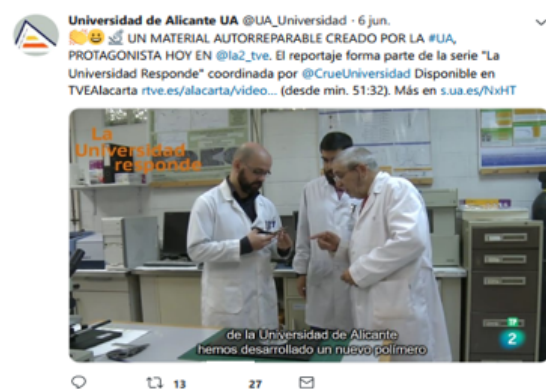 Universidad de Alicante UA @UA_Universidad · 6 jun.
👏😀🔬 UN MATERIAL AUTORREPARABLE CREADO POR LA #UA,
PROTAGONISTA HOY EN @la2_tve. El reportaje forma parte de la serie "La
Universidad Responde" coordinada por @CrueUniversidad Disponible en
TVEAlacarta rtve.es/alacarta/video... (desde min. 51:32). Más en s.ua.es/NxHT
La
Universidad
responde
de la Universidad de Alicante
hemos desarrollado un nuevo polímero
2
13 27